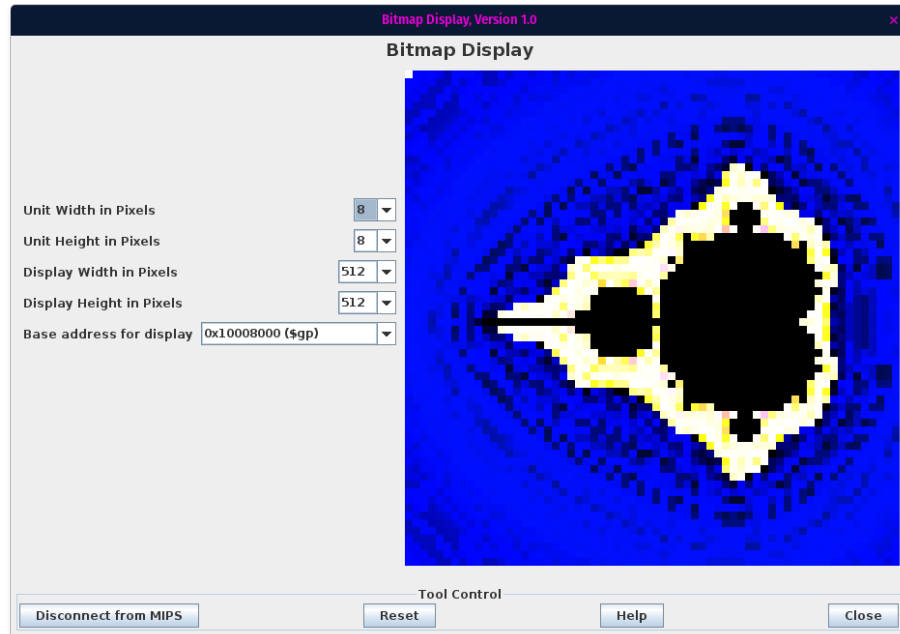 Bitmap Display, Version 1.0 ×
Bitmap Display
Unit Width in Pixels 8
Unit Height in Pixels 8
Display Width in Pixels 512
Display Height in Pixels 512
Base address for display 0x10008000 ($gp)
Tool Control
Disconnect from MIPS Reset Help Close